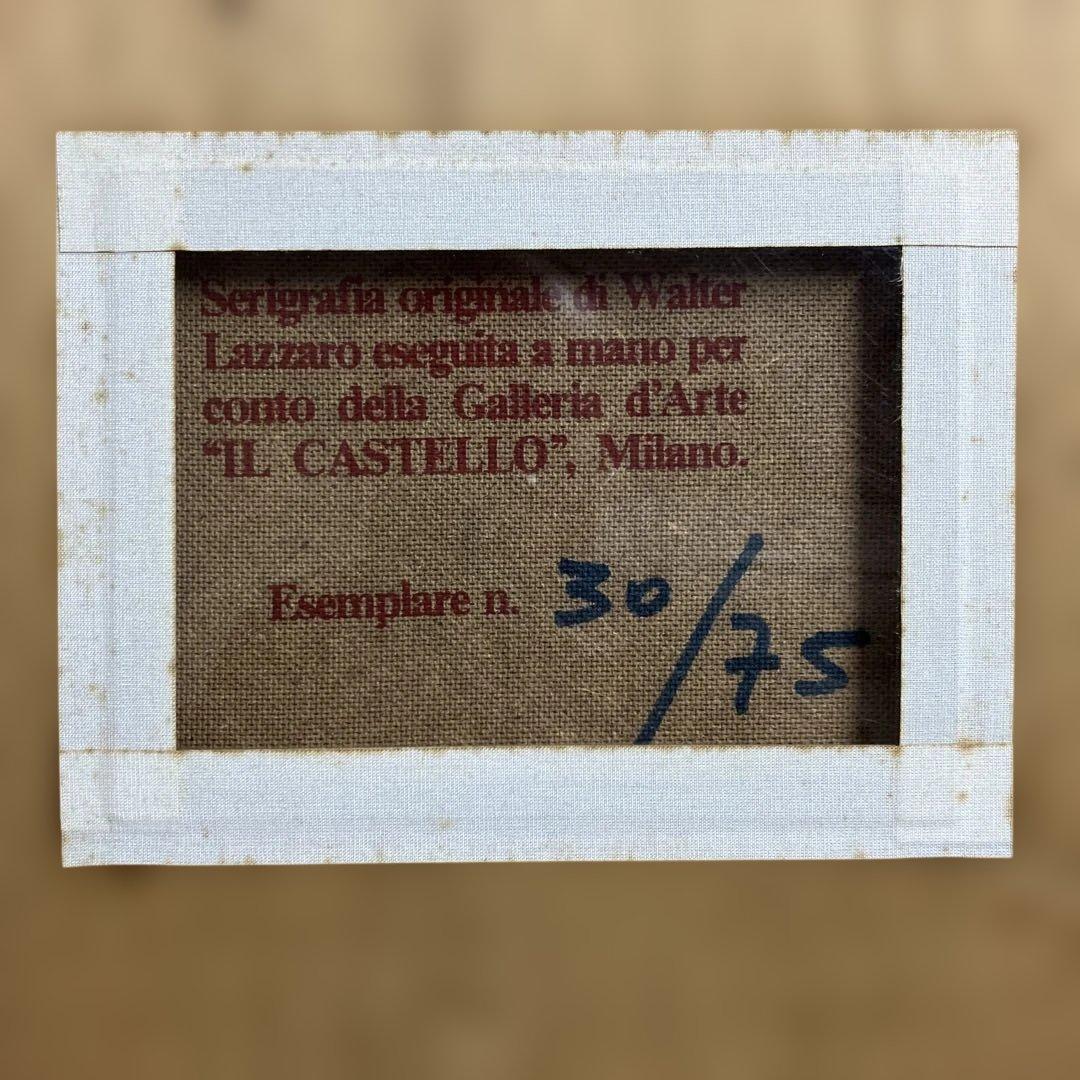 Serigrafia originale di Walter
Lazzaro eseguita a mano per
conto della Galleria d'Arte
“IL CASTELLO”, Milano.
Esemplare n. 30/75